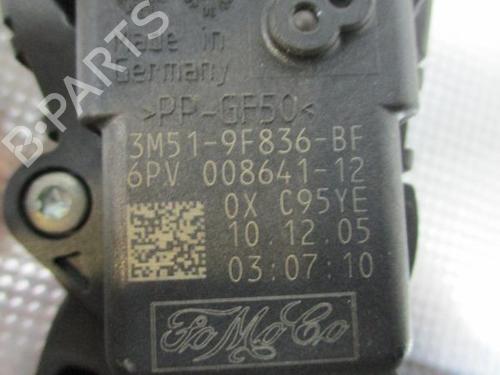 Made in
Germany
8
>PP-GF50<
3M51-9F836-BF
6PV 008641-12
0X C95YE
10.12.05
03:07:10
FoMoCo